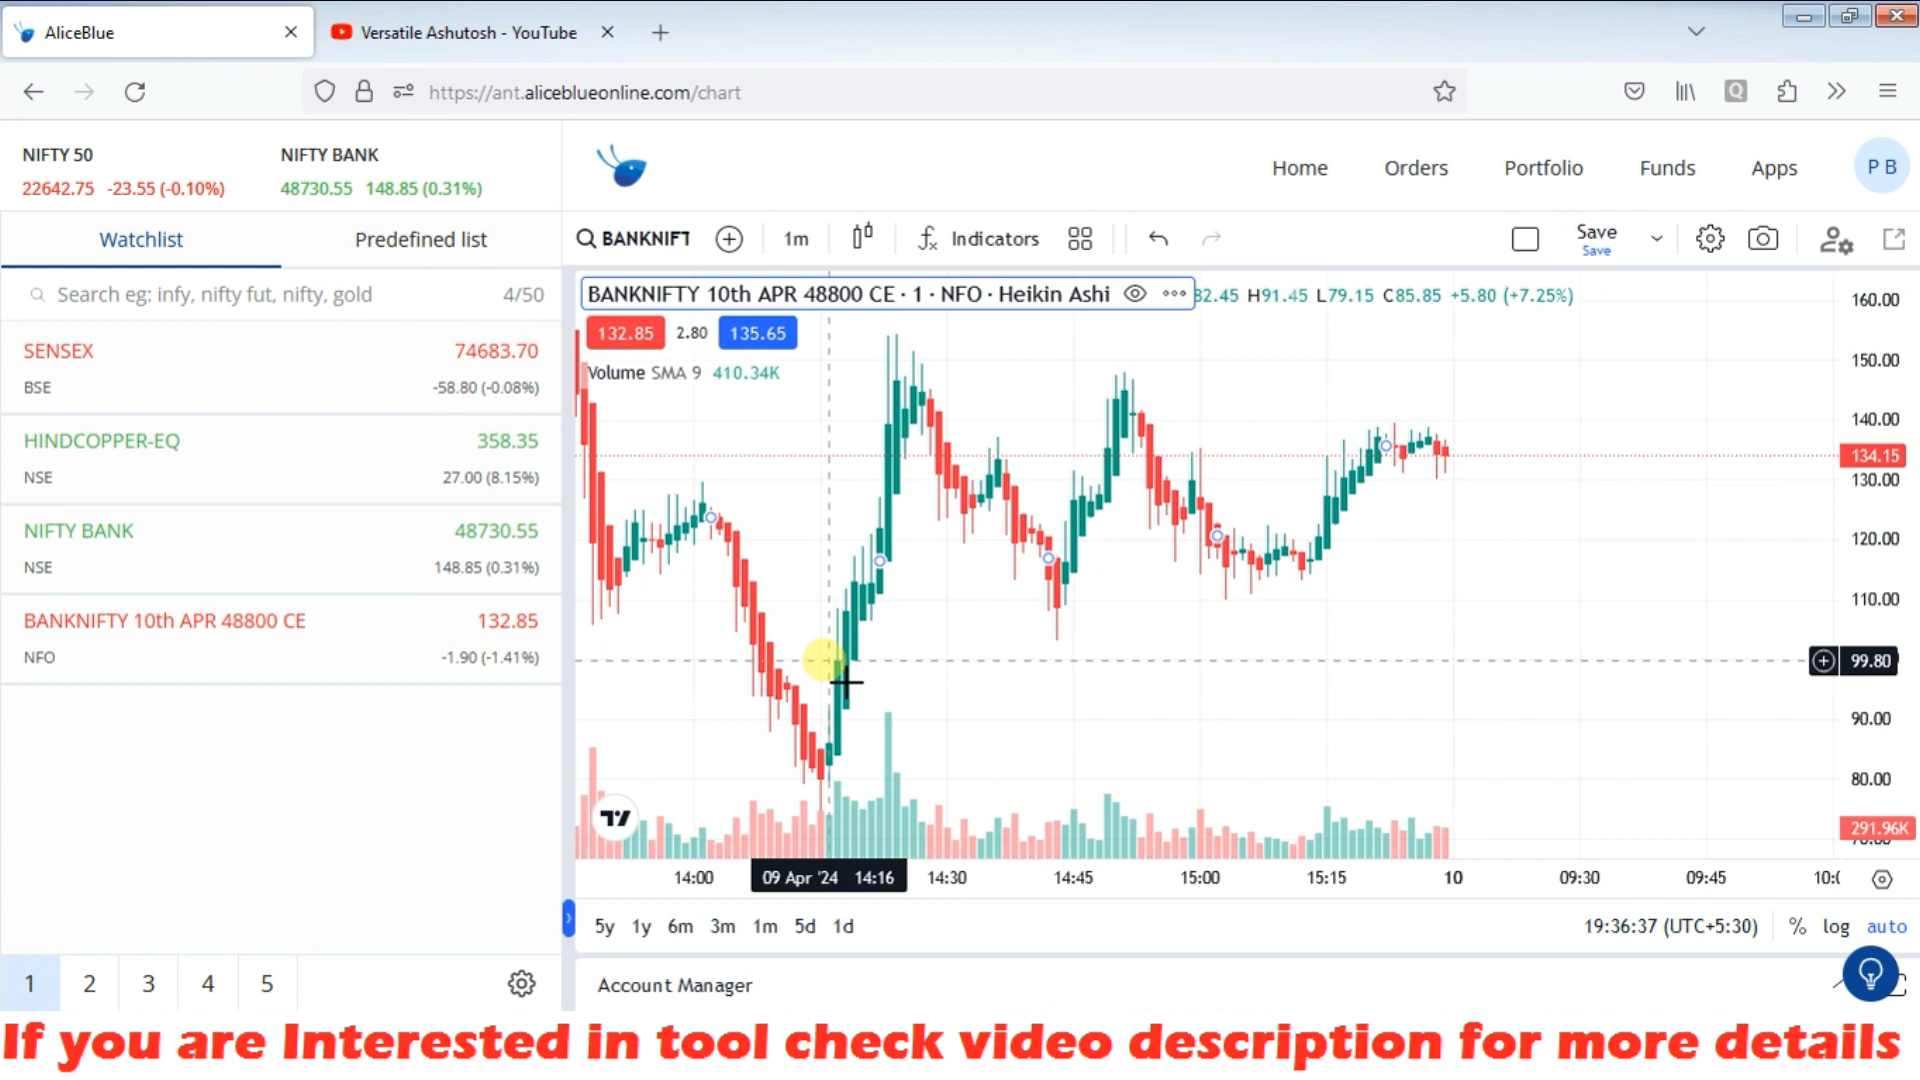 AliceBlue
Versatile Ashutosh - YouTube
https://ant.aliceblueonline.com/chart
NIFTY 50
22642.75 -23.55 (-0.10%)
NIFTY BANK
48730.55 148.85 (0.31%)
Home Orders Portfolio Funds Apps P B
Watchlist Predefined list
Search eg: infy, nifty fut, nifty, gold 4/50
SENSEX 74683.70
BSE -58.80 (-0.08%)
HINDCOPPER-EQ 358.35
NSE 27.00 (8.15%)
NIFTY BANK 48730.55
NSE 148.85 (0.31%)
BANKNIFTY 10th APR 48800 CE 132.85
NFO -1.90 (-1.41%)
1 2 3 4 5
BANKNIFT 1m Indicators Save
Save
BANKNIFTY 10th APR 48800 CE · 1 · NFO · Heikin Ashi 82.45 H91.45 L79.15 C85.85 +5.80 (+7.25%)
132.85 2.80 135.65
Volume SMA 9 410.34K
160.00
150.00
140.00
134.15
130.00
120.00
110.00
99.80
90.00
80.00
291.96K
14:00 09 Apr '24 14:16 14:30 14:45 15:00 15:15 10 09:30 09:45
5y 1y 6m 3m 1m 5d 1d 19:36:37 (UTC+5:30) % log auto
Account Manager
If you are Interested in tool check video description for more details